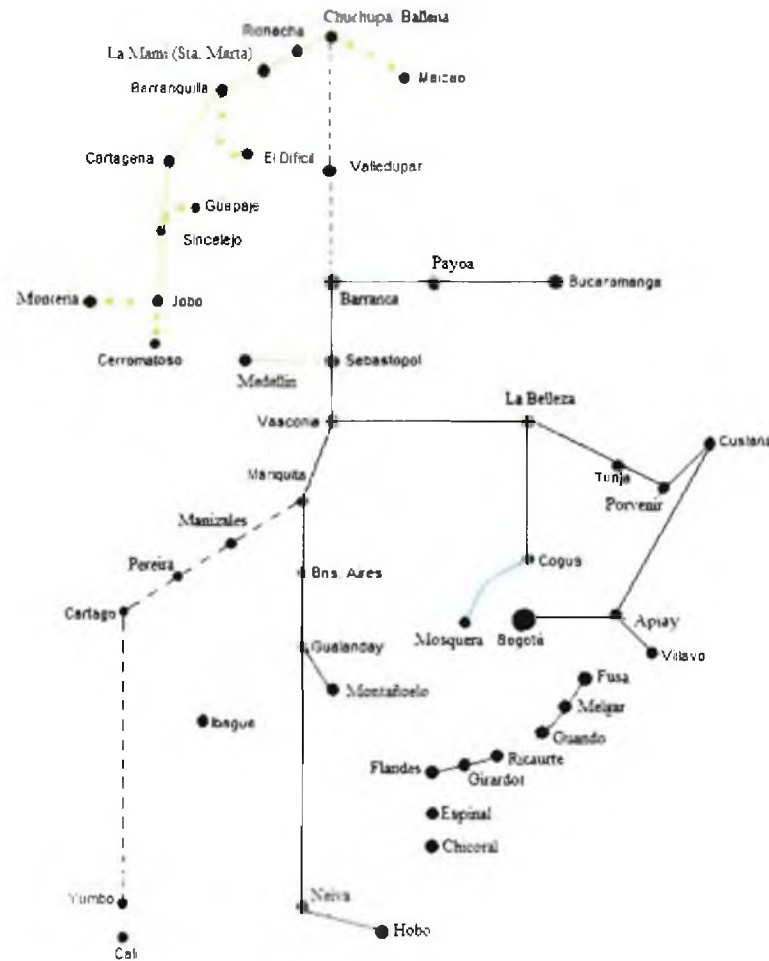 Chuchupa Ballena
Riohacha
La Mami (Sta. Marta)
Maicao
Barranquilla
Cartagena
El Dificil
Valledupar
Guapaje
Sincelejo
Payoa
Bucaramanga
Monteria
Jobo
Barranca
Cerromatoso
Medellin
Sebastopol
La Belleza
Vasconia
Cusiana
Tunja
Mariquita
Porvenir
Manizales
Pereira
Bns. Aires
Cogua
Cartago
Mosquera
Bogotá
Apiay
Gualanday
Villavo
Fusa
Montañuelo
Melgar
Ibague
Guando
Ricaurte
Flandes
Girardot
Espinal
Chicoral
Neiva
Yumbo
Hobo
Cali